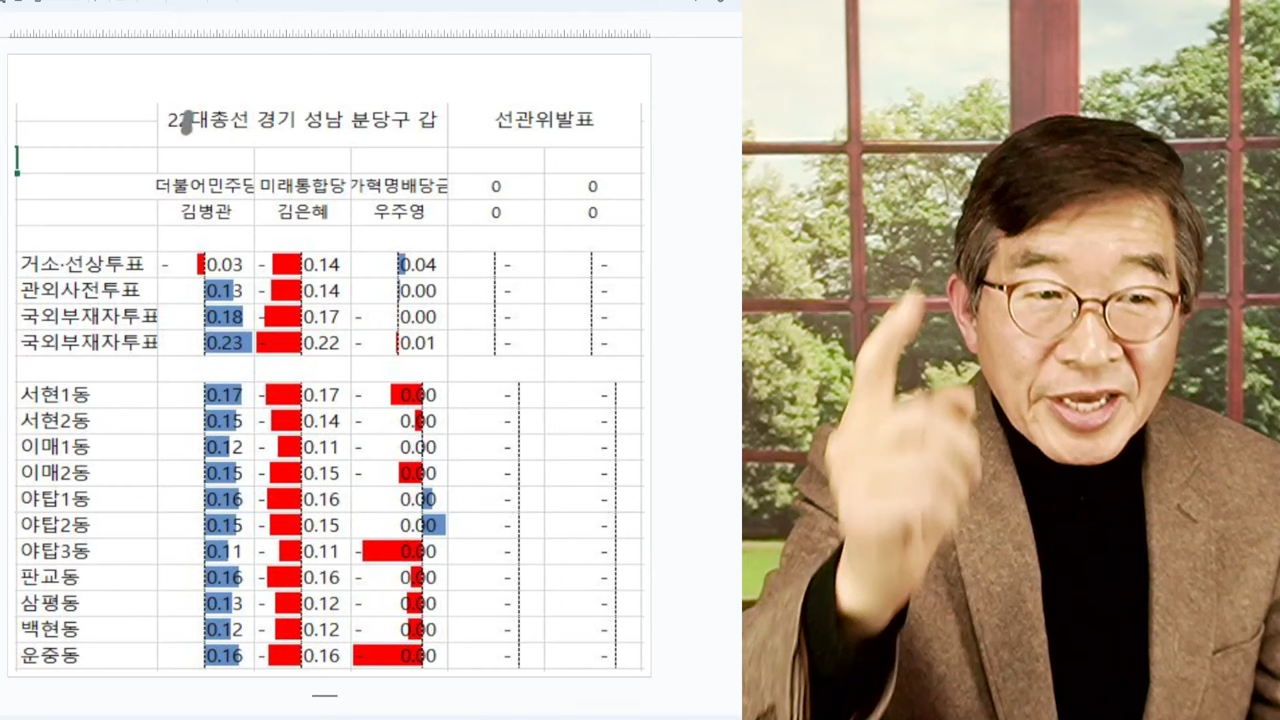 대총선 경기 성남 분당구 갑 선관위발표
더불어민주당 미래통합당 가혁명배당금 0 0
김병관 김은혜 우주영 0 0
거소·선상투표 - 0.03 - 0.14 0.04 - -
관외사전투표 0.13 - 0.14 0.00 - -
국외부재자투표 0.18 - 0.17 - 0.00 - -
국외부재자투표 0.23 - 0.22 - 0.01 - -
서현1동 0.17 - 0.17 - 0.00 - -
서현2동 0.15 - 0.14 - 0.00 - -
이매1동 0.12 - 0.11 - 0.00 - -
이매2동 0.15 - 0.15 - 0.00 - -
야탑1동 0.16 - 0.16 0.00 - -
야탑2동 0.15 - 0.15 0.00 - -
야탑3동 0.11 - 0.11 - 0.00 - -
판교동 0.16 - 0.16 - 0.00 - -
삼평동 0.13 - 0.12 - 0.00 - -
백현동 0.12 - 0.12 - 0.00 - -
운중동 0.16 - 0.16 - 0.00 - -